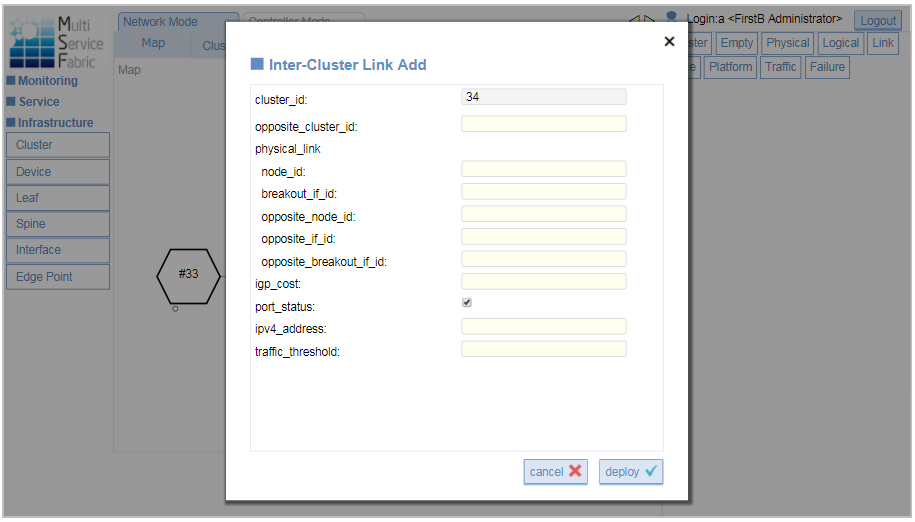 Multi
Service
Fabric
Network Mode
Controller Mode
Login:a <FirstB Administrator>
Logout
Map
Clus
ster
Empty
Physical
Logical
Link
e
Platform
Traffic
Failure
Map
Monitoring
Service
Infrastructure
Cluster
Device
Leaf
Spine
Interface
Edge Point
#33
Inter-Cluster Link Add
cluster_id: 34
opposite_cluster_id:
physical_link
node_id:
breakout_if_id:
opposite_node_id:
opposite_if_id:
opposite_breakout_if_id:
igp_cost:
port_status:
ipv4_address:
traffic_threshold:
cancel
deploy